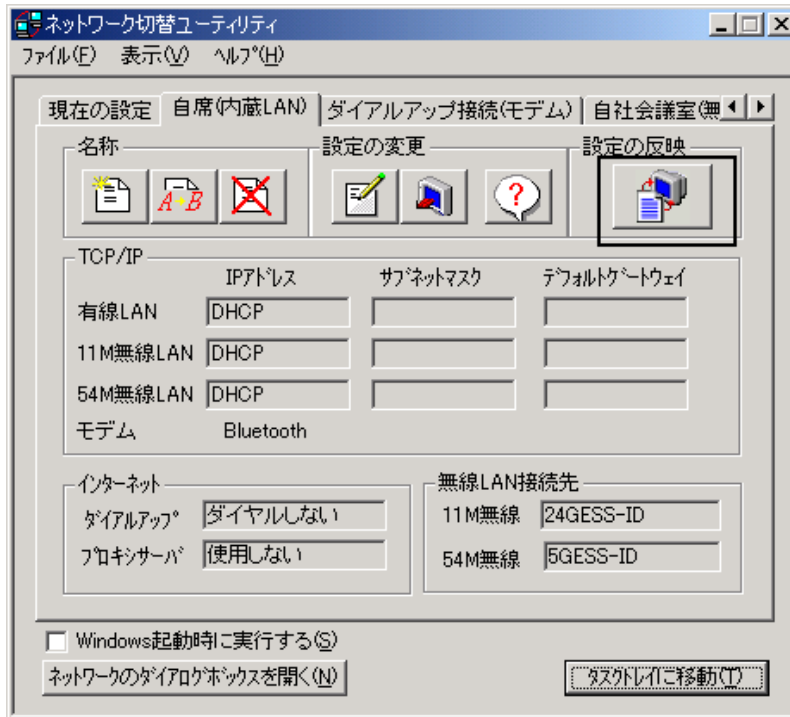 ネットワーク切替ユーティリティ
ファイル(F) 表示(V) ヘルプ(H)
現在の設定 自席(内蔵LAN) ダイアルアップ接続(モデム) 自社会議室(無
名称 設定の変更 設定の反映
A B ?
TCP/IP
IPアドレス サブネットマスク デフォルトゲートウェイ
有線LAN DHCP
11M無線LAN DHCP
54M無線LAN DHCP
モデム Bluetooth
インターネット 無線LAN接続先
ダイアルアップ ダイヤルしない 11M無線 24GESS-ID
プロキシサーバ 使用しない 54M無線 5GESS-ID
Windows起動時に実行する(S)
ネットワークのダイアログボックスを開く(N) タスクトレイに移動(T)